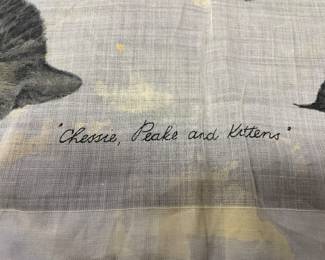 "Chessie, Peake and Kittens"